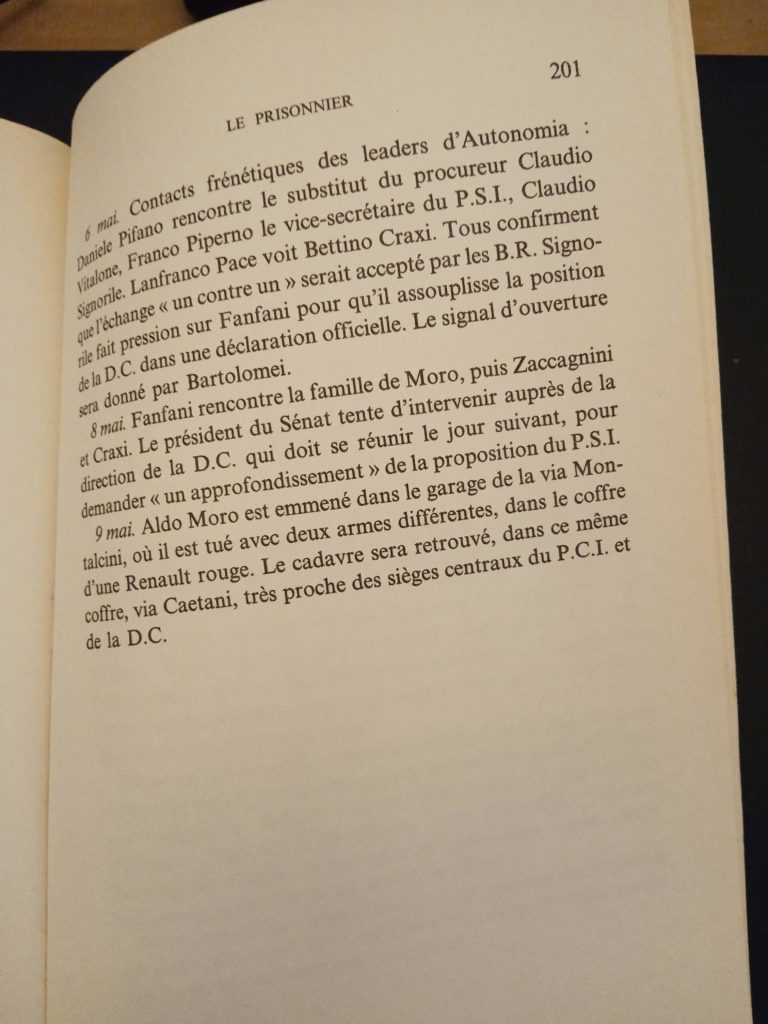 LE PRISONNIER 201
6 mai. Contacts frénétiques des leaders d'Autonomia :
Daniele Pifano rencontre le substitut du procureur Claudio
Vitalone, Franco Piperno le vice-secrétaire du P.S.I., Claudio
Signorile. Lanfranco Pace voit Bettino Craxi. Tous confirment
que l'échange « un contre un » serait accepté par les B.R. Signo-
rile fait pression sur Fanfani pour qu'il assouplisse la position
de la D.C. dans une déclaration officielle. Le signal d'ouverture
sera donné par Bartolomei.
8 mai. Fanfani rencontre la famille de Moro, puis Zaccagnini
et Craxi. Le président du Sénat tente d'intervenir auprès de la
direction de la D.C. qui doit se réunir le jour suivant, pour
demander « un approfondissement » de la proposition du P.S.I.
9 mai. Aldo Moro est emmené dans le garage de la via Mon-
talcini, où il est tué avec deux armes différentes, dans le coffre
d'une Renault rouge. Le cadavre sera retrouvé, dans ce même
coffre, via Caetani, très proche des sièges centraux du P.C.I. et
de la D.C.